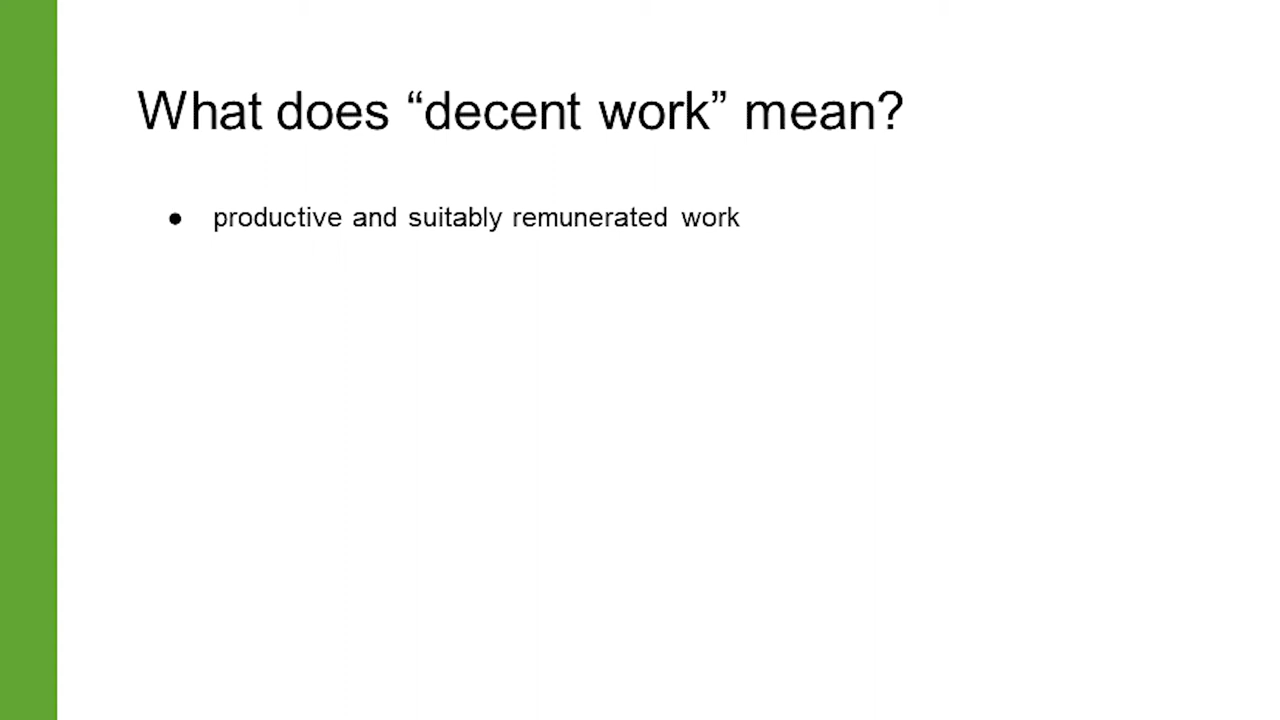 What does “decent work” mean?
● productive and suitably remunerated work